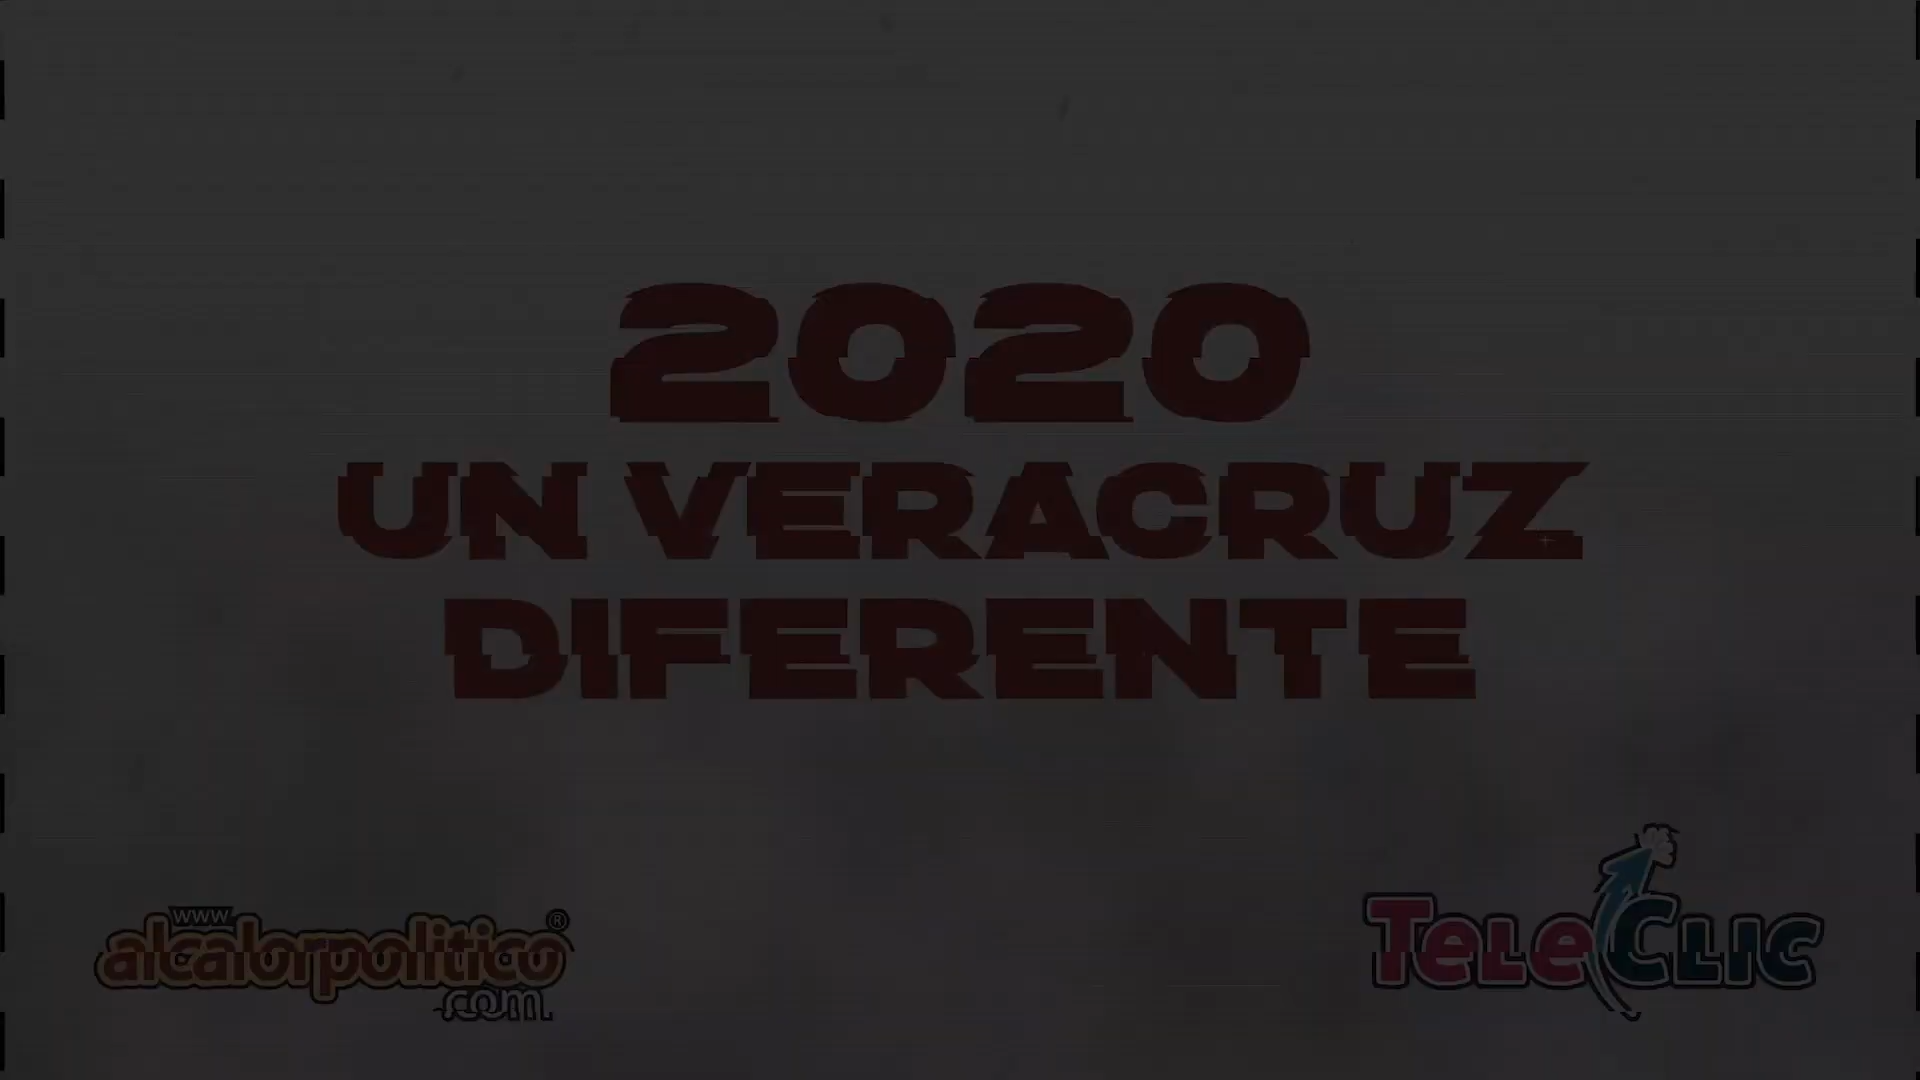 2020
UN VERACRUZ
DIFERENTE
www
alcalorpolitico®
.com.
TELECLIC